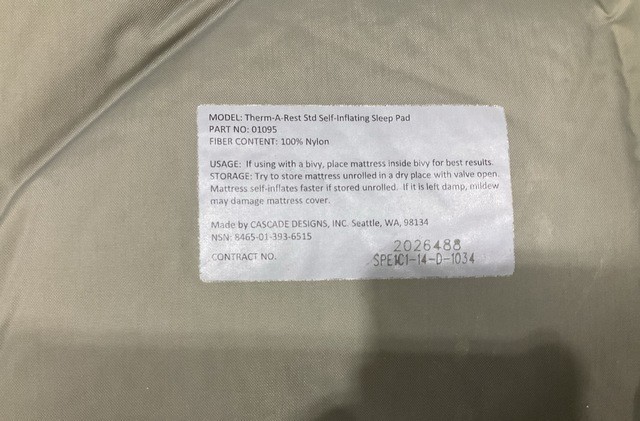 MODEL: Therm-A-Rest Std Self-Inflating Sleep Pad
PART NO: 01095
FIBER CONTENT: 100% Nylon
USAGE: If using with a bivy, place mattress inside bivy for best results.
STORAGE: Try to store mattress unrolled in a dry place with valve open.
Mattress self-inflates faster if stored unrolled. If it is left damp, mildew
may damage mattress cover.
Made by CASCADE DESIGNS, INC. Seattle, WA, 98134
NSN: 8465-01-393-6515
2026488
CONTRACT NO. SPE1C1-14-D-1034